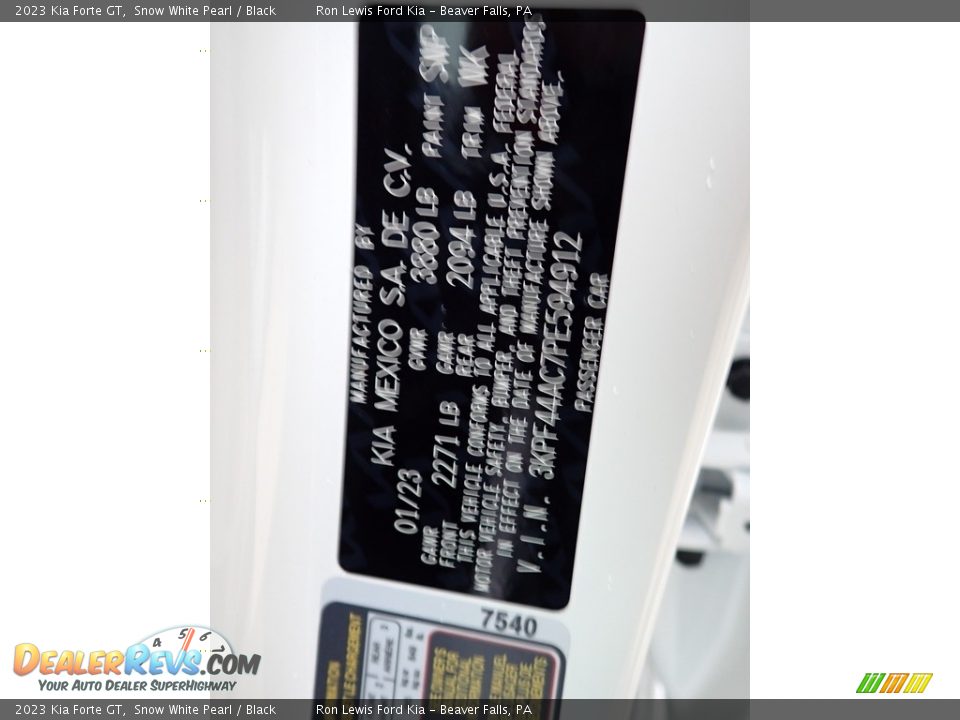 2023 Kia Forte GT, Snow White Pearl / Black Ron Lewis Ford Kia - Beaver Falls, PA
MANUFACTURED BY
KIA MEXICO S.A. DE C.V.
01/23 GVWR 3880 LB PAINT SWP
GAWR FRONT 2271 LB GAWR REAR 2094 LB TRIM WK
THIS VEHICLE CONFORMS TO ALL APPLICABLE U.S.A. FEDERAL
MOTOR VEHICLE SAFETY, BUMPER, AND THEFT PREVENTION STANDARDS
IN EFFECT ON THE DATE OF MANUFACTURE SHOWN ABOVE.
V.I.N. 3KPF44AC7PE594912
PASSENGER CAR
7540
REAR
4 5 6
DEALERREVS.COM
YOUR AUTO DEALER SUPERHIGHWAY
2023 Kia Forte GT, Snow White Pearl / Black Ron Lewis Ford Kia - Beaver Falls, PA